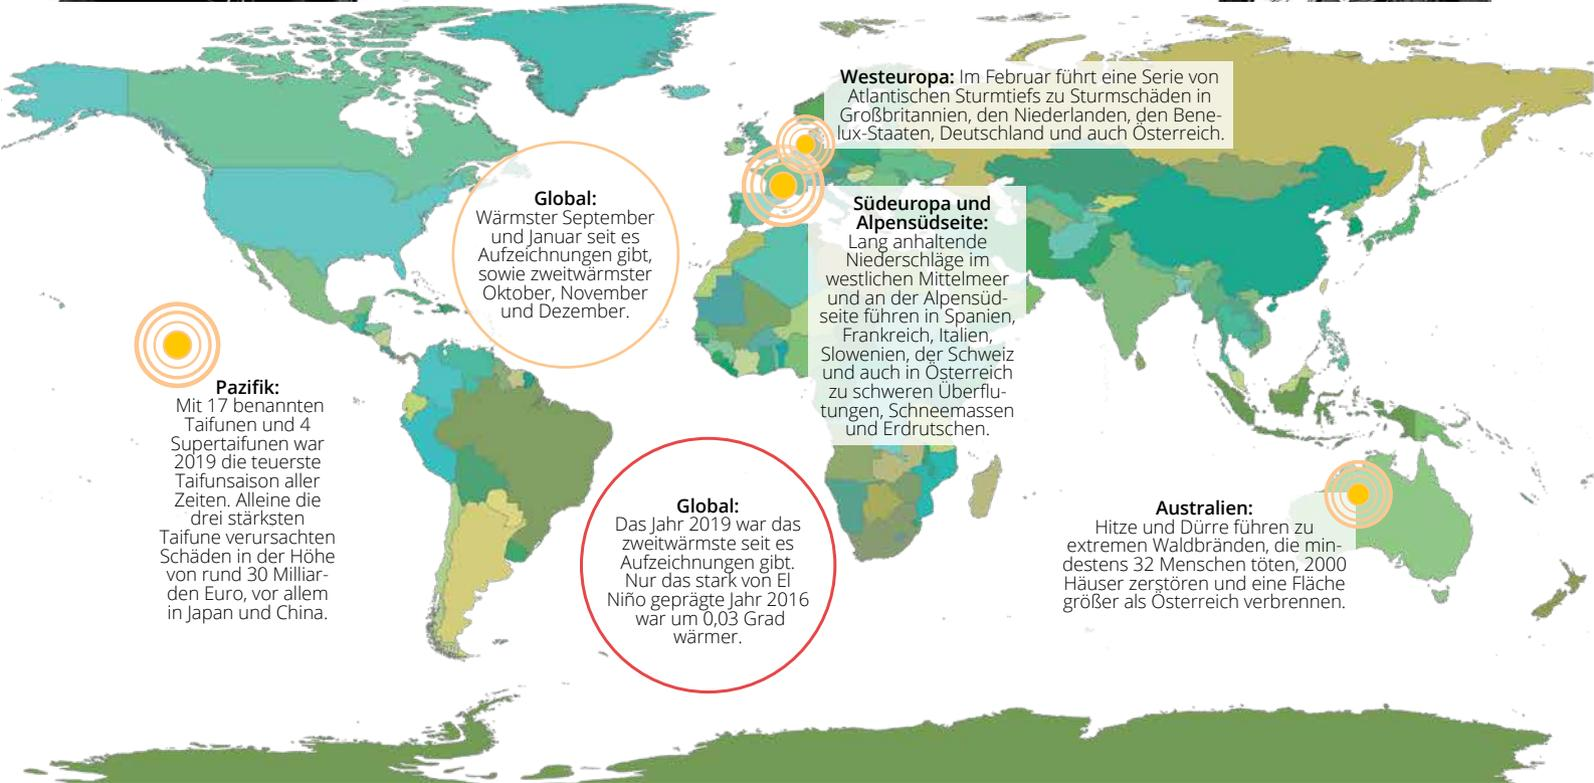 Westeuropa: Im Februar führt eine Serie von
Atlantischen Sturmtiefs zu Sturmschäden in
Großbritannien, den Niederlanden, den Bene-
lux-Staaten, Deutschland und auch Österreich.
Global:
Wärmster September
und Januar seit es
Aufzeichnungen gibt,
sowie zweitwärmster
Oktober, November
und Dezember.
Südeuropa und
Alpensüdseite:
Lang anhaltende
Niederschläge im
westlichen Mittelmeer
und an der Alpensüd-
seite führen in Spanien,
Frankreich, Italien,
Slowenien, der Schweiz
und auch in Österreich
zu schweren Überflu-
tungen, Schneemassen
und Erdrutschen.
Pazifik:
Mit 17 benannten
Taifunen und 4
Supertaifunen war
2019 die teuerste
Taifunsaison aller
Zeiten. Alleine die
drei stärksten
Taifune verursachten
Schäden in der Höhe
von rund 30 Milliar-
den Euro, vor allem
in Japan und China.
Global:
Das Jahr 2019 war das
zweitwärmste seit es
Aufzeichnungen gibt.
Nur das stark von El
Niño geprägte Jahr 2016
war um 0,03 Grad
wärmer.
Australien:
Hitze und Dürre führen zu
extremen Waldbränden, die min-
destens 32 Menschen töten, 2000
Häuser zerstören und eine Fläche
größer als Österreich verbrennen.